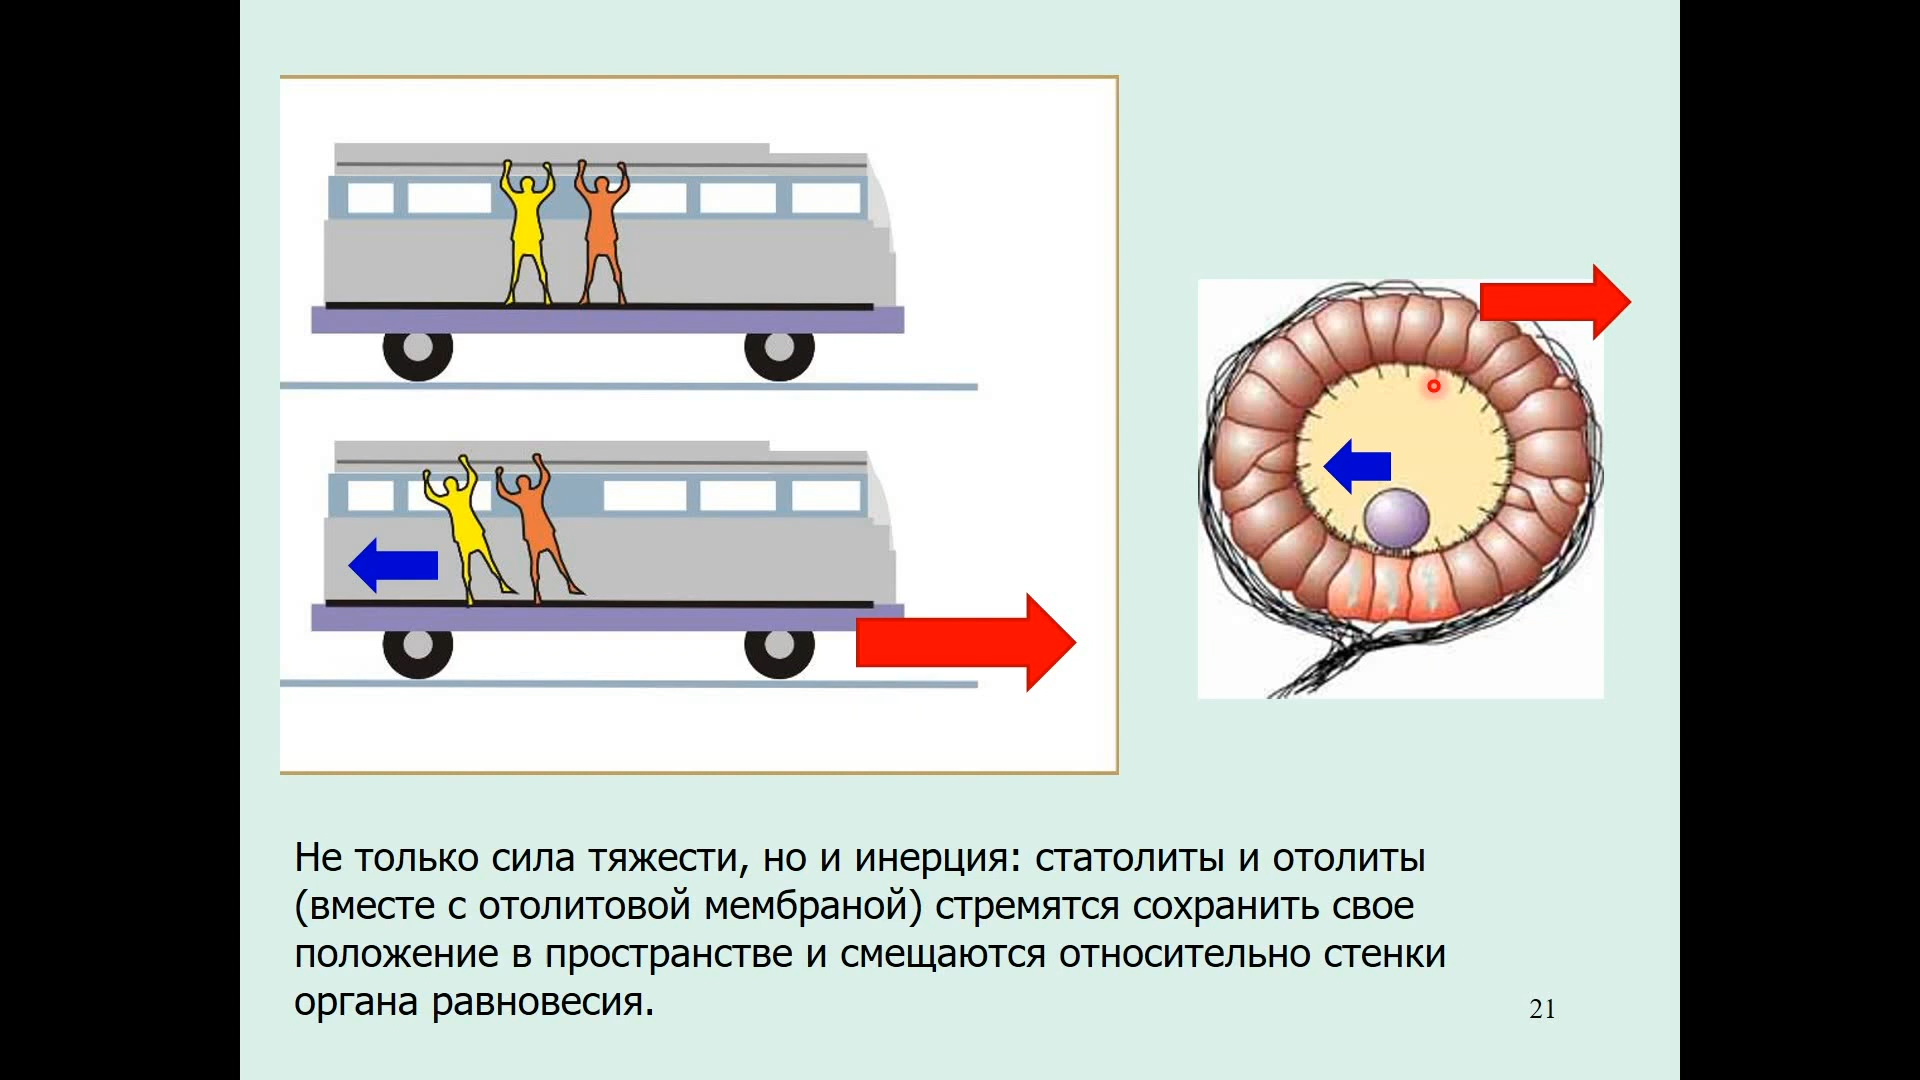 Не только сила тяжести, но и инерция: статолиты и отолиты
(вместе с отолитовой мембраной) стремятся сохранить свое
положение в пространстве и смещаются относительно стенки
органа равновесия.
21